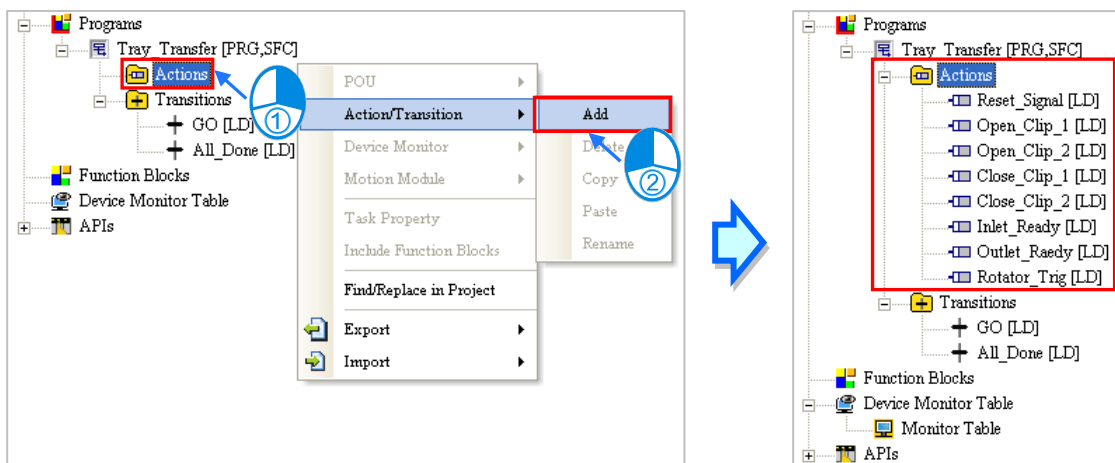 Programs
Tray_Transfer [PRG,SFC]
Actions
Transitions
GO [LD]
All_Done [LD]
Function Blocks
Device Monitor Table
APIs
①
POU
Action/Transition
Device Monitor
Motion Module
Task Property
Include Function Blocks
Find/Replace in Project
Export
Import
Add
Delete
Copy
Paste
Rename
②
Programs
Tray_Transfer [PRG,SFC]
Actions
Reset_Signal [LD]
Open_Clip_1 [LD]
Open_Clip_2 [LD]
Close_Clip_1 [LD]
Close_Clip_2 [LD]
Inlet_Ready [LD]
Outlet_Raedy [LD]
Rotator_Trig [LD]
Transitions
GO [LD]
All_Done [LD]
Function Blocks
Device Monitor Table
Monitor Table
APIs